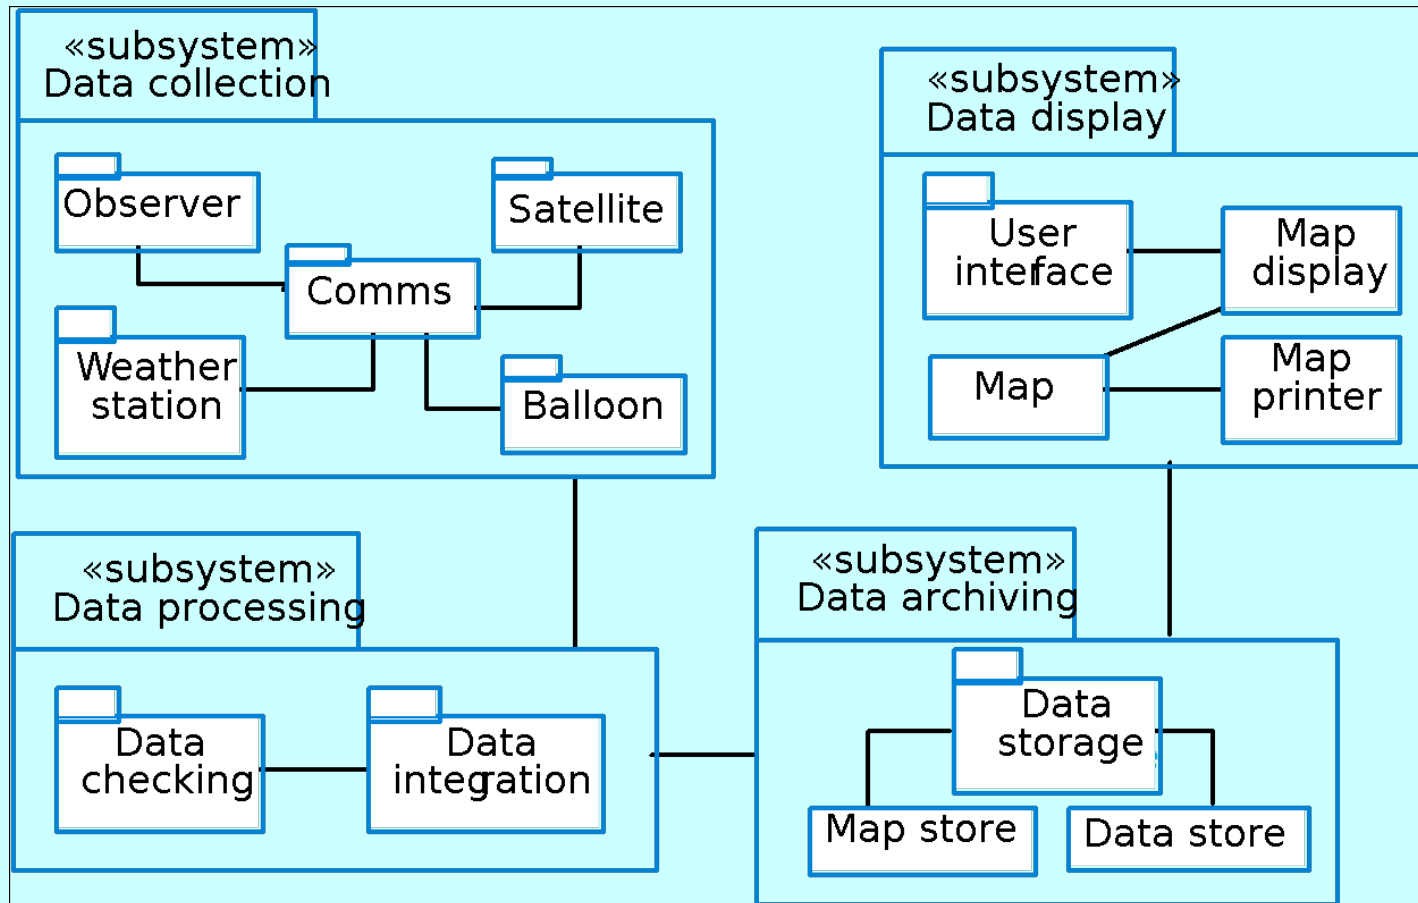 «subsystem»
Data collection
Observer
Satellite
Comms
Weather
station
Balloon
«subsystem»
Data display
User
interface
Map
display
Map
Map
printer
«subsystem»
Data processing
Data
checking
Data
integration
«subsystem»
Data archiving
Data
storage
Map store
Data store